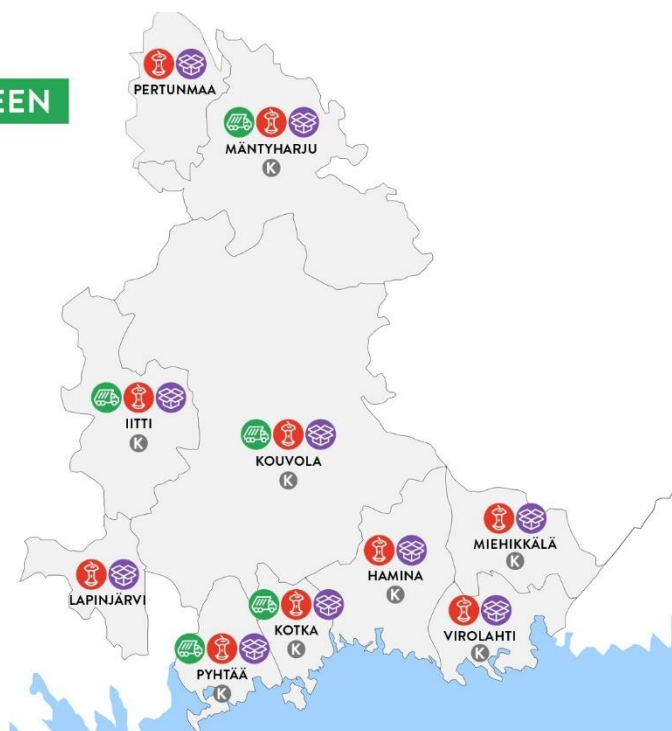 EEN
PERTUNMAA
MÄNTYHARJU
K
IITTI
K
KOUVOLA
K
MIEHIKKÄLÄ
K
HAMINA
K
LAPINJÄRVI
KOTKA
K
VIROLAHTI
K
PYHTÄÄ
K